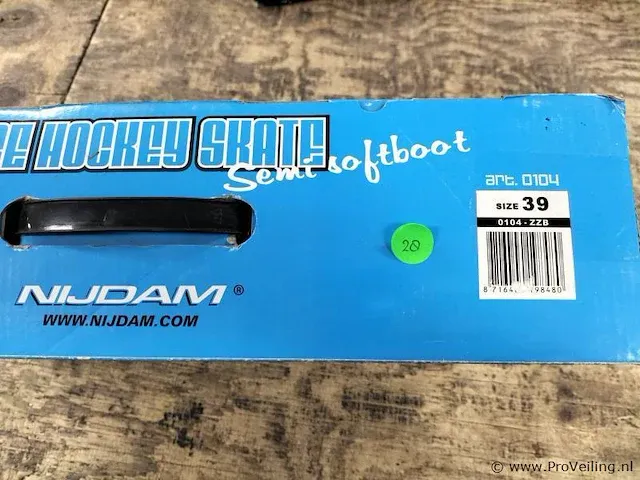 HOCKEY SKATE
Semi softboot
art. 0104
SIZE 39
0104 - ZZB
20
NIJDAM®
WWW.NIJDAM.COM
© www.ProVeiling.nl